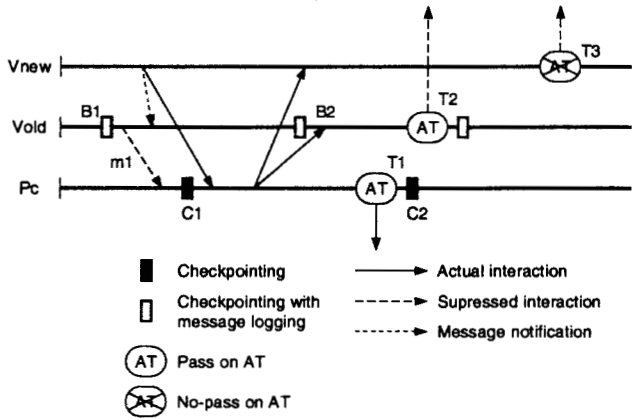 T3
Vnew
AT
T2
B1
B2
Vold
AT
m1
T1
Pc
AT
C1
C2
Checkpointing
Actual interaction
Checkpointing with
message logging
Supressed interaction
Message notification
AT
Pass on AT
AT
No-pass on AT